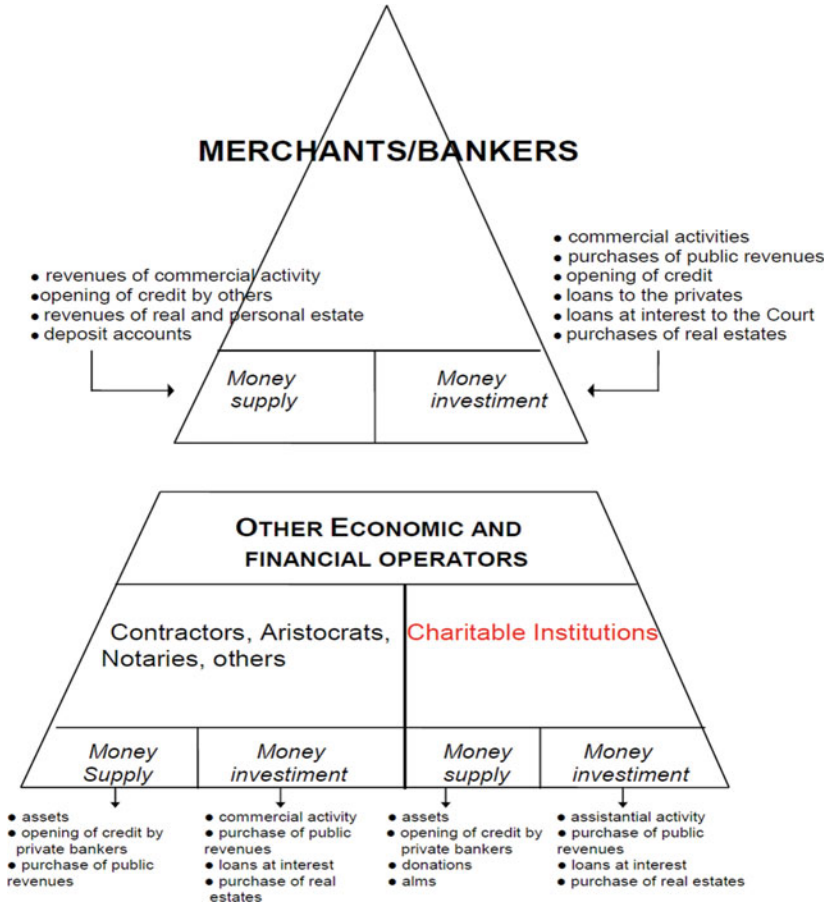 MERCHANTS/BANKERS
● revenues of commercial activity
●opening of credit by others
● revenues of real and personal estate
● deposit accounts
● commercial activities
● purchases of public revenues
● opening of credit
● loans to the privates
● loans at interest to the Court
● purchases of real estates
Money
supply
Money
investiment
OTHER ECONOMIC AND
FINANCIAL OPERATORS
Contractors, Aristocrats,
Notaries, others
Charitable Institutions
Money
Supply
Money
investiment
Money
supply
Money
investiment
● assets
● opening of credit by
private bankers
● purchase of public
revenues
● commercial activity
● purchase of public
revenues
● loans at interest
● purchase of real
estates
● assets
● opening of credit by
private bankers
● donations
● alms
● assistantial activity
● purchase of public
revenues
● loans at interest
● purchase of real estates